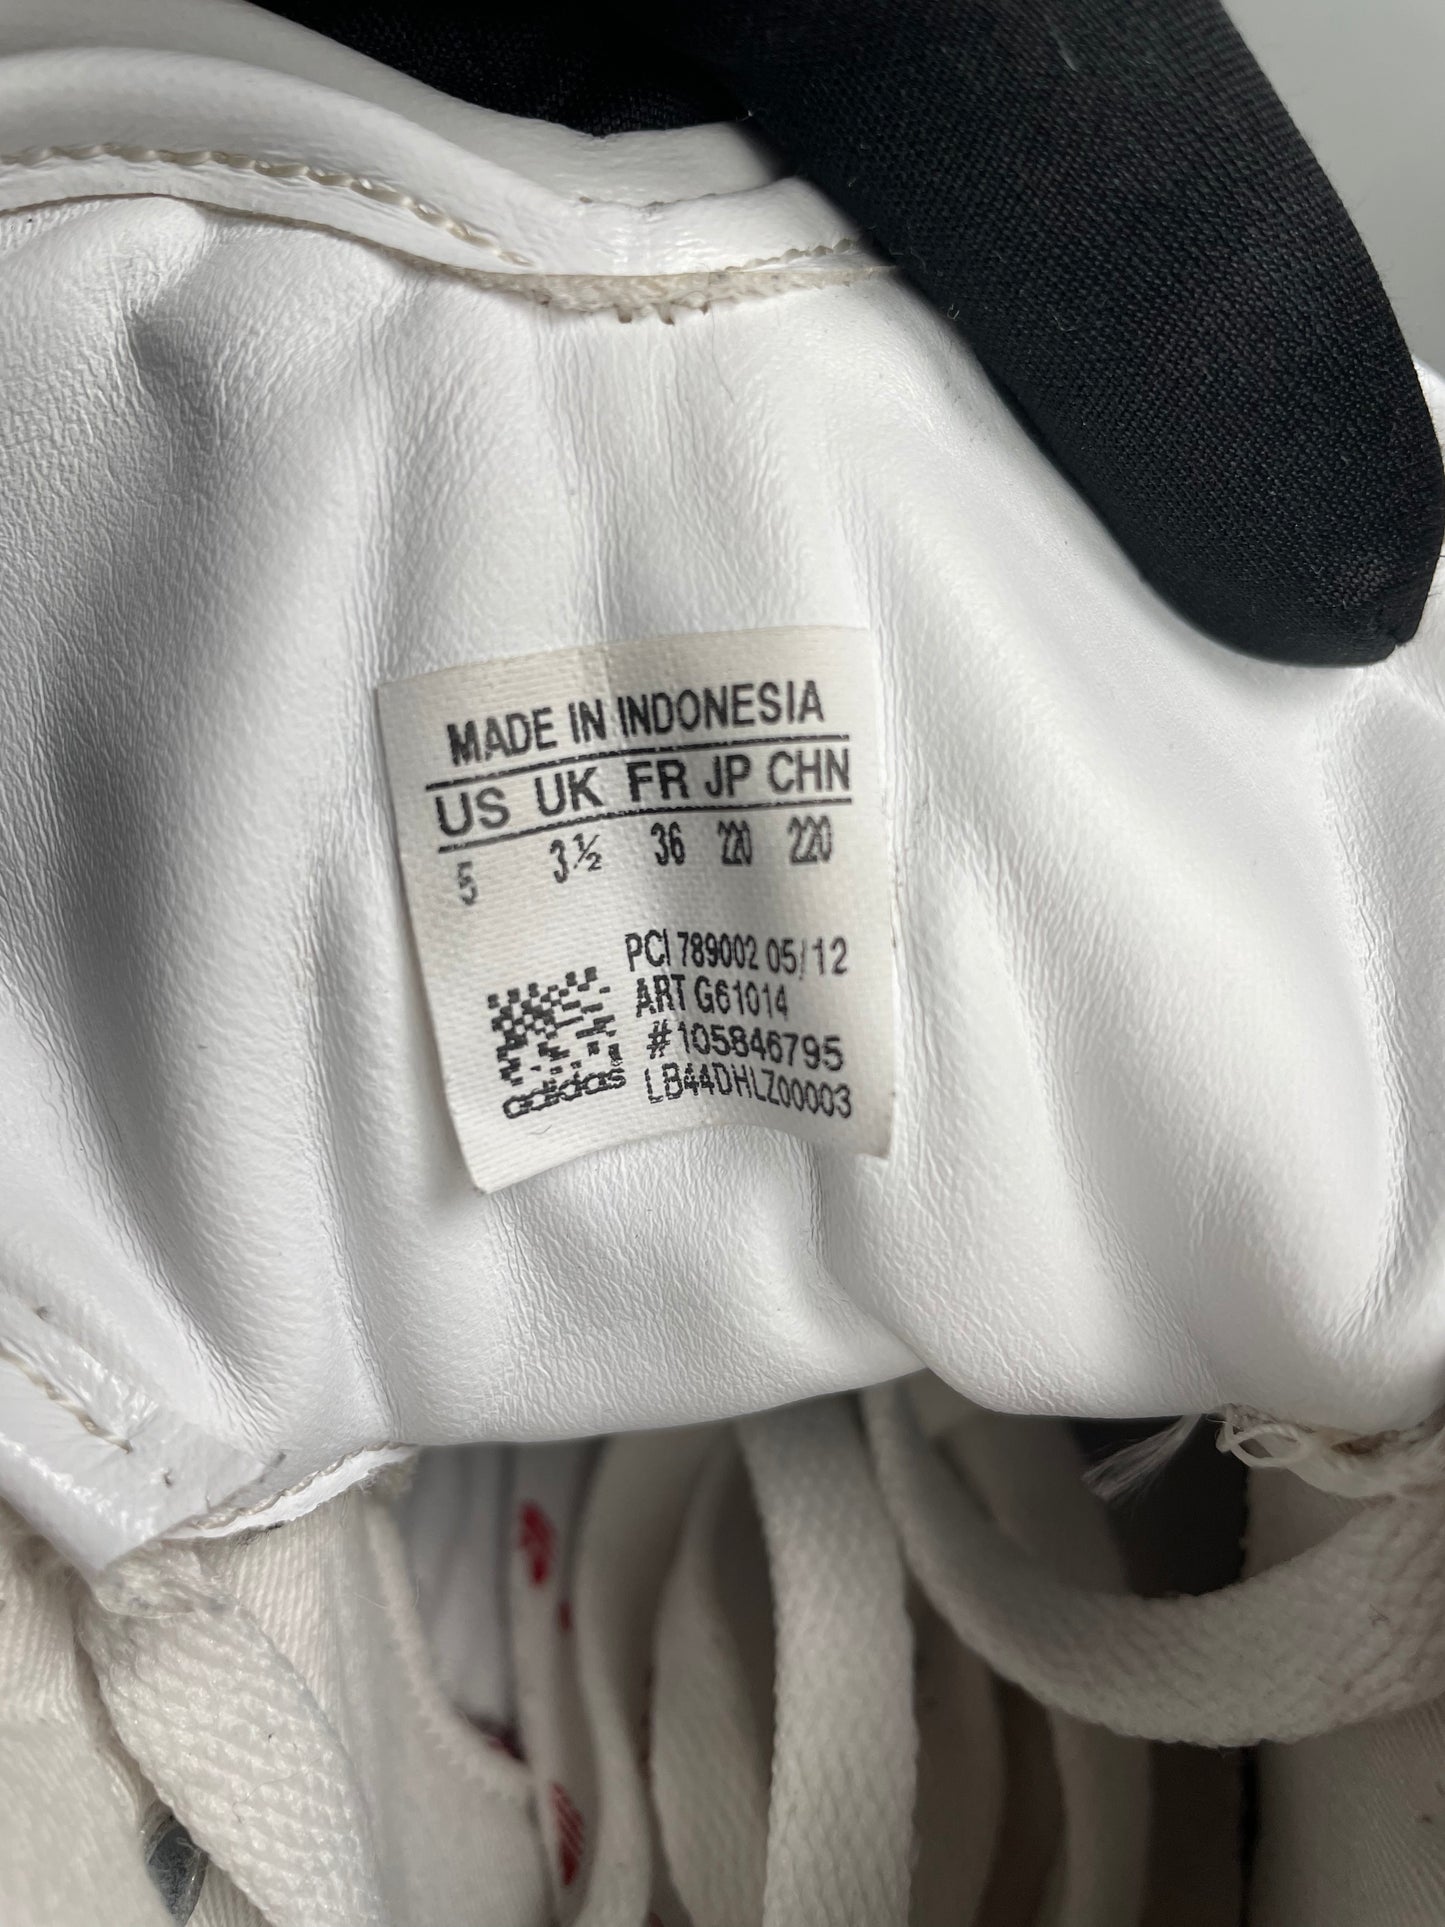 MADE IN INDONESIA
US UK FR JP CHN
5 3½ 36 220 220
PCI 789002 05/12
ART G61014
#105846795
adidas LB44DHLZ00003